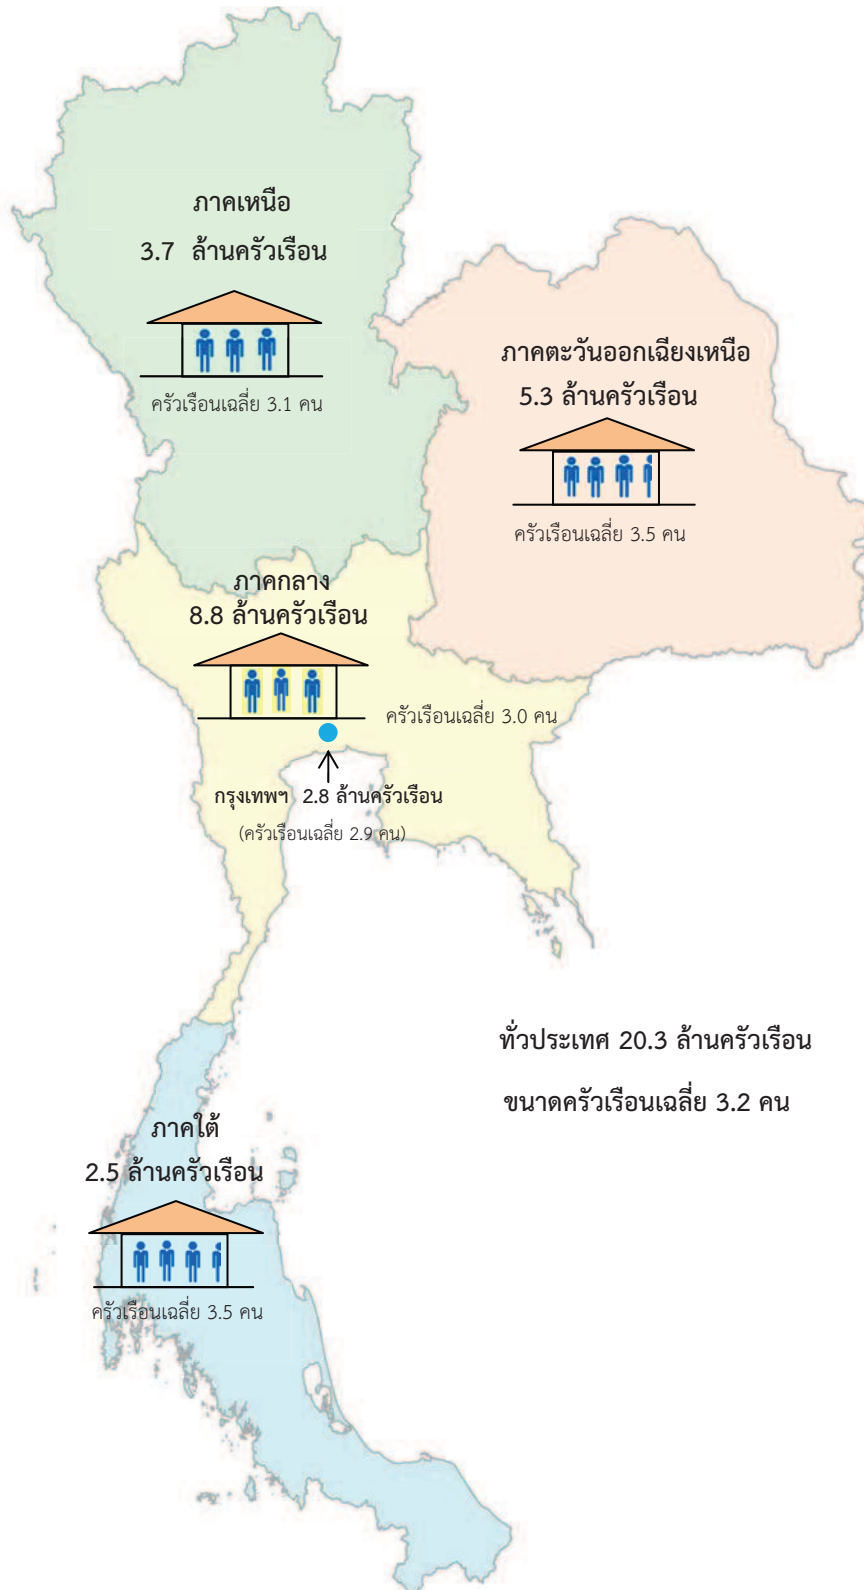 ภาคเหนือ
3.7 ล้านครัวเรือน
ครัวเรือนเฉลี่ย 3.1 คน
ภาคตะวันออกเฉียงเหนือ
5.3 ล้านครัวเรือน
ครัวเรือนเฉลี่ย 3.5 คน
ภาคกลาง
8.8 ล้านครัวเรือน
ครัวเรือนเฉลี่ย 3.0 คน
กรุงเทพฯ 2.8 ล้านครัวเรือน
(ครัวเรือนเฉลี่ย 2.9 คน)
ทั่วประเทศ 20.3 ล้านครัวเรือน
ขนาดครัวเรือนเฉลี่ย 3.2 คน
ภาคใต้
2.5 ล้านครัวเรือน
ครัวเรือนเฉลี่ย 3.5 คน